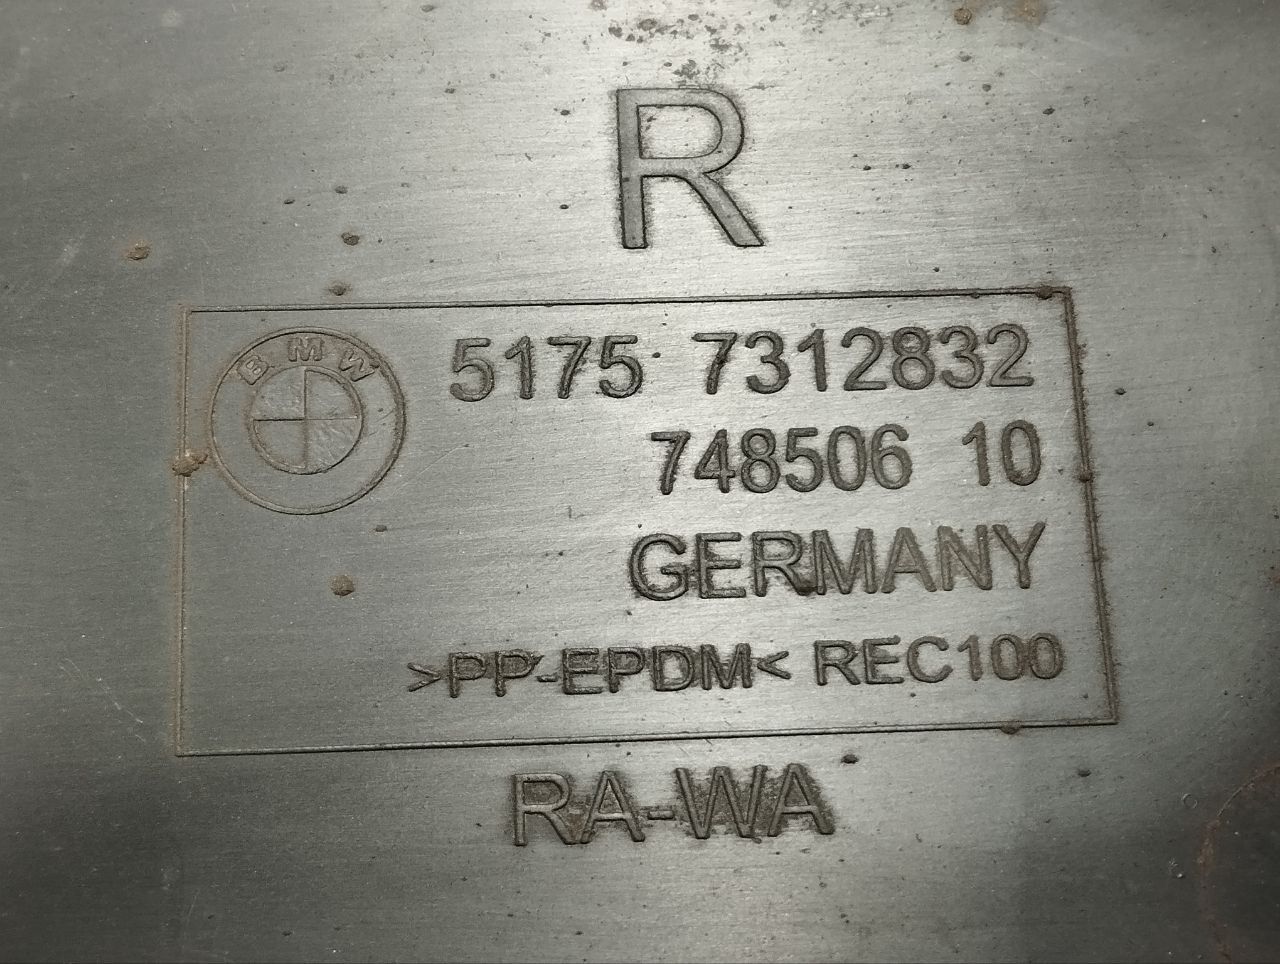 R
BMW
5175 7312832
748506 10
GERMANY
>PP-EPDM< REC100
RA-WA